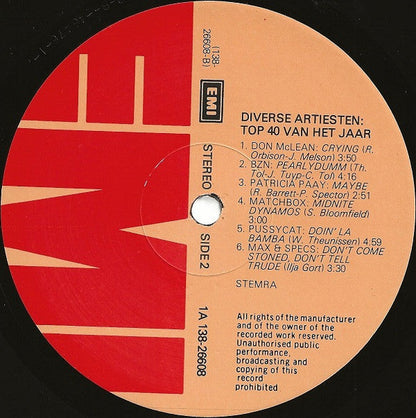 (138-
26608-B)
EMI
STEREO
SIDE 2
1A 138-26608
DIVERSE ARTIESTEN:
TOP 40 VAN HET JAAR
1. DON McLEAN: CRYING (R.
Orbison-J. Melson) 3:50
2. BZN: PEARLYDUMM (Th.
Tol-J. Tuyp-C. Tol) 4:16
3. PATRICIA PAAY: MAYBE
(R. Barrett-P. Spector) 2:51
4. MATCHBOX: MIDNITE
DYNAMOS (S. Bloomfield)
3:00
5. PUSSYCAT: DOIN' LA
BAMBA (W. Theunissen) 4:59
6. MAX & SPECS: DON'T COME
STONED, DON'T TELL
TRUDE (Ilja Gort) 3.30
STEMRA
All rights of the manufacturer
and of the owner of the
recorded work reserved.
Unauthorised public
performance,
broadcasting and
copying of this
record
prohibited
EMI